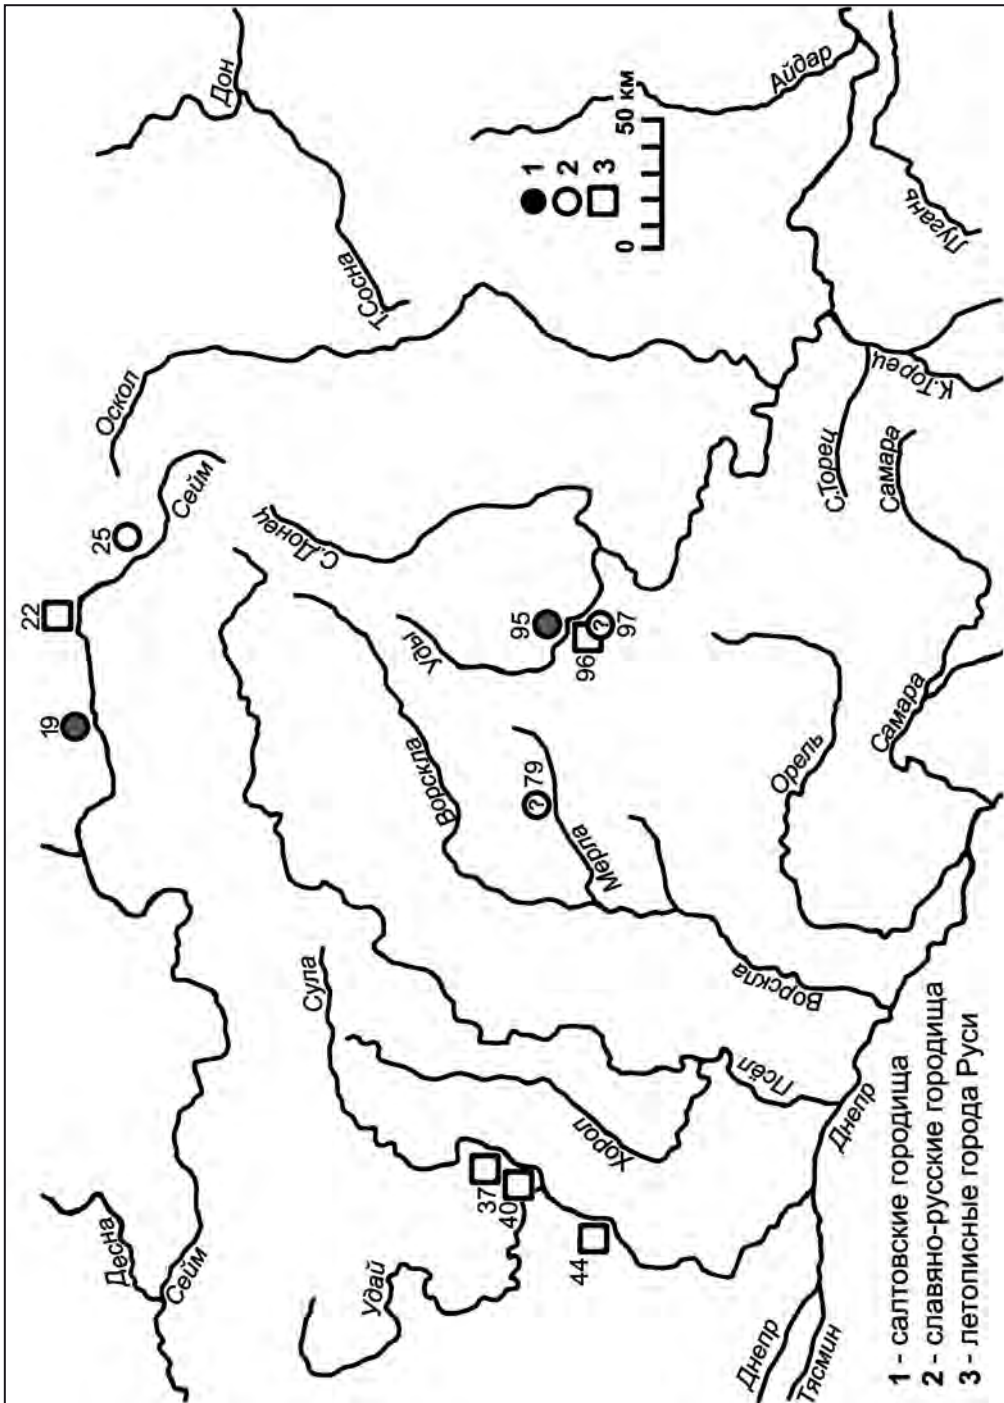 Дон
Т.Сосна
Оскол
Сейм
25
22
19
С.Донец
Уды
95
96
?
97
Ворскла
? 79
Мерла
Айдар
1
2
3
0 50 км
Лугань
К.Торец
С.Торец
Самара
Самара
Орель
Ворскла
Псёл
Хорол
Сула
Днепр
37
40
44
Удай
Десна
Сейм
Днепр
Тясмин
1 - салтовские городища
2 - славяно-русские городища
3 - летописные города Руси